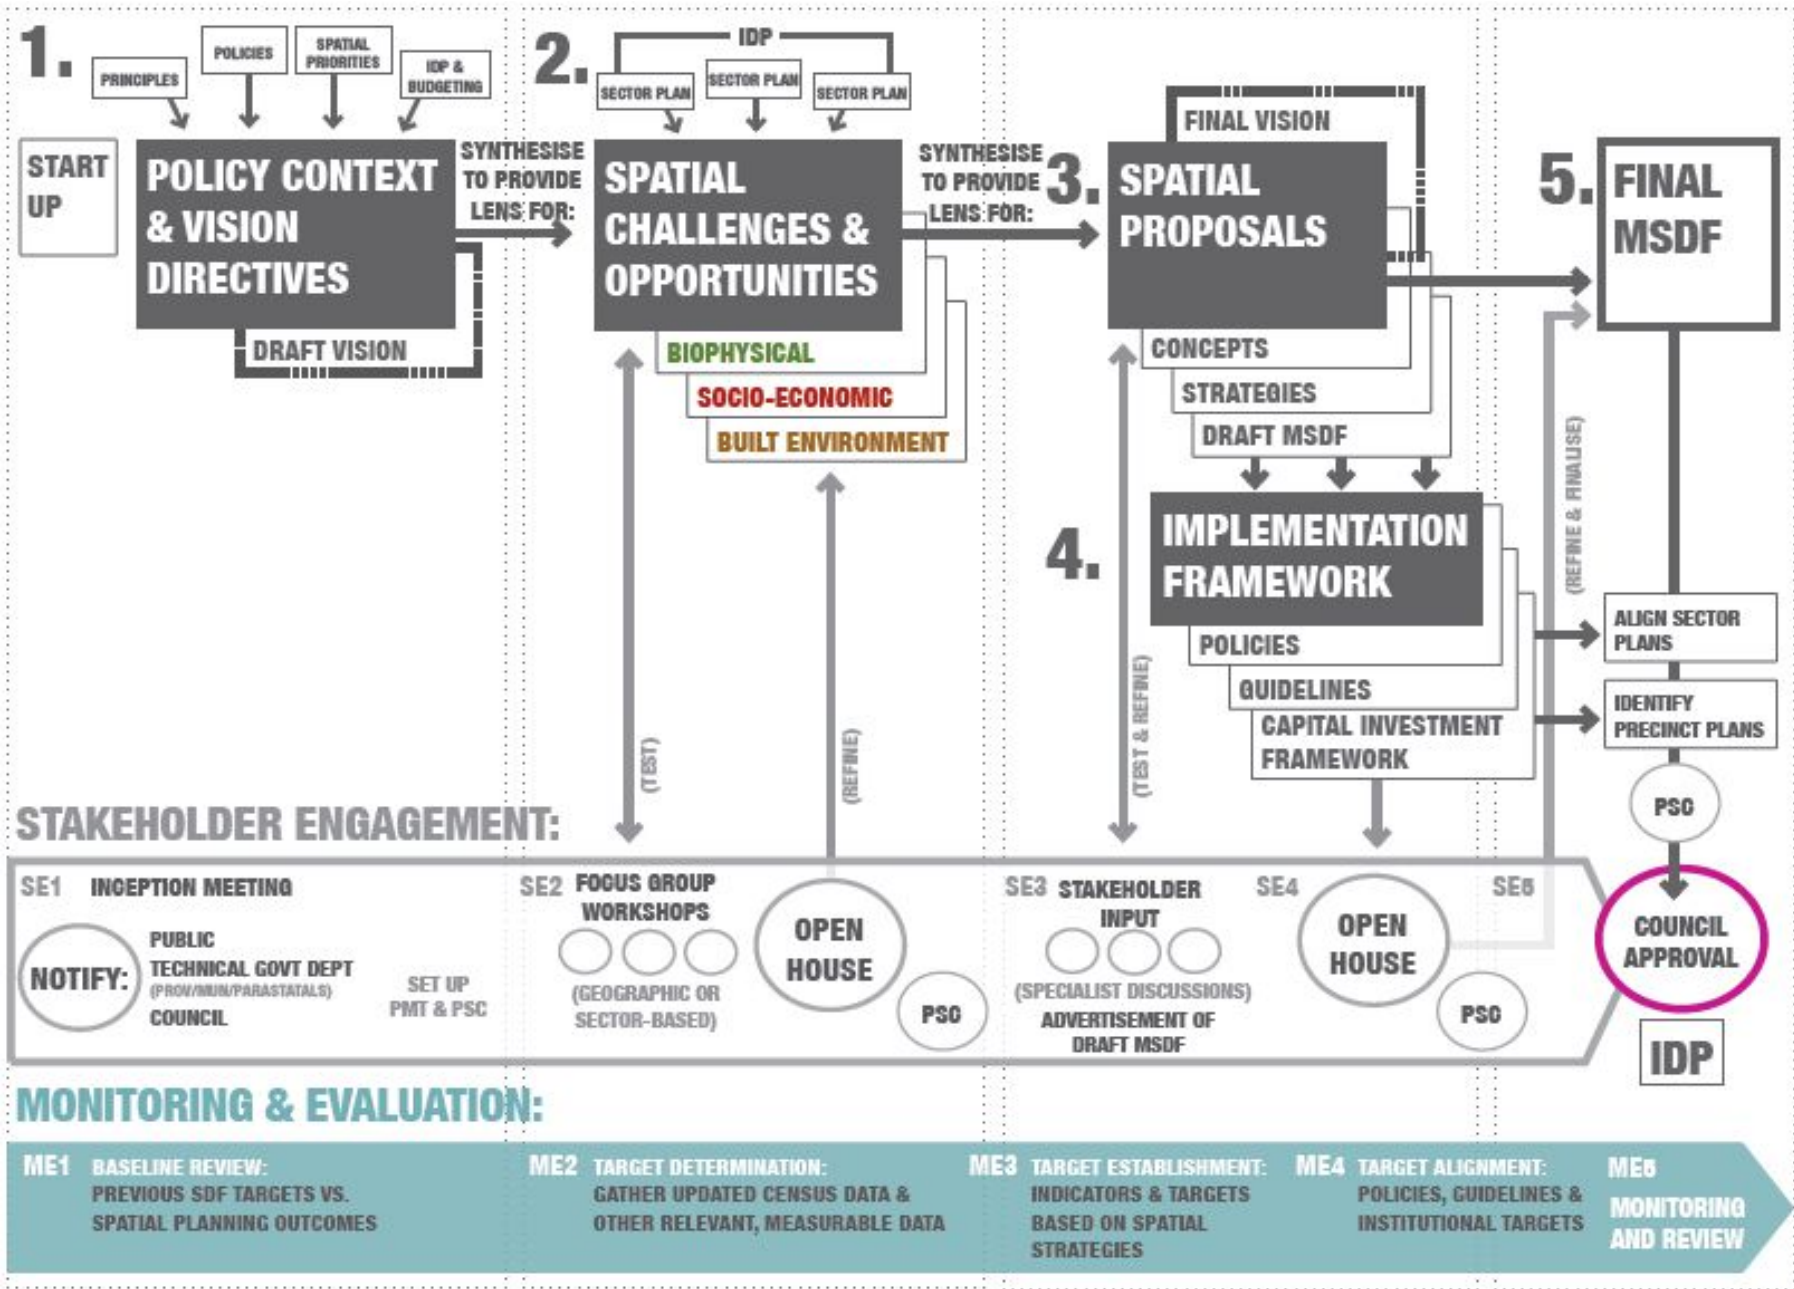 1.
PRINCIPLES
POLICIES
SPATIAL
PRIORITIES
IDP &
BUDGETING
START
UP
POLICY CONTEXT
& VISION
DIRECTIVES
DRAFT VISION
SYNTHESISE
TO PROVIDE
LENS FOR:
2.
IDP
SECTOR PLAN
SECTOR PLAN
SECTOR PLAN
SPATIAL
CHALLENGES &
OPPORTUNITIES
BIOPHYSICAL
SOCIO-ECONOMIC
BUILT ENVIRONMENT
(TEST)
(REFINE)
SYNTHESISE
TO PROVIDE
LENS FOR:
3.
FINAL VISION
SPATIAL
PROPOSALS
CONCEPTS
STRATEGIES
DRAFT MSDF
4.
IMPLEMENTATION
FRAMEWORK
POLICIES
GUIDELINES
CAPITAL INVESTMENT
FRAMEWORK
(TEST & REFINE)
(REFINE & FINALISE)
5.
FINAL
MSDF
ALIGN SECTOR
PLANS
IDENTIFY
PRECINCT PLANS
PSC
COUNCIL
APPROVAL
IDP
STAKEHOLDER ENGAGEMENT:
SE1 INCEPTION MEETING
NOTIFY:
PUBLIC
TECHNICAL GOVT DEPT
(PROV/MUN/PARASTATALS)
COUNCIL
SET UP
PMT & PSC
SE2 FOCUS GROUP
WORKSHOPS
(GEOGRAPHIC OR
SECTOR-BASED)
OPEN
HOUSE
PSC
SE3 STAKEHOLDER
INPUT
(SPECIALIST DISCUSSIONS)
ADVERTISEMENT OF
DRAFT MSDF
SE4
OPEN
HOUSE
PSC
SE5
MONITORING & EVALUATION:
ME1 BASELINE REVIEW:
PREVIOUS SDF TARGETS VS.
SPATIAL PLANNING OUTCOMES
ME2 TARGET DETERMINATION:
GATHER UPDATED CENSUS DATA &
OTHER RELEVANT, MEASURABLE DATA
ME3 TARGET ESTABLISHMENT:
INDICATORS & TARGETS
BASED ON SPATIAL
STRATEGIES
ME4 TARGET ALIGNMENT:
POLICIES, GUIDELINES &
INSTITUTIONAL TARGETS
ME5
MONITORING
AND REVIEW